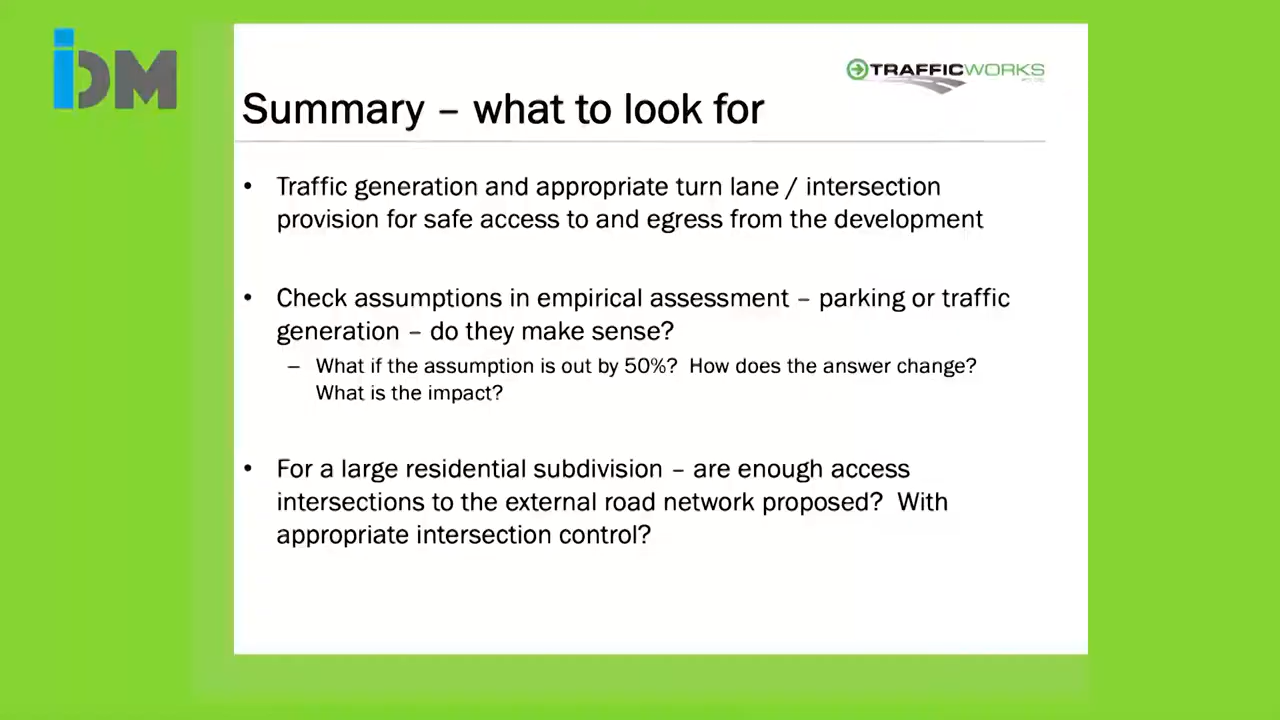 iDM
TRAFFICWORKS
Summary – what to look for
• Traffic generation and appropriate turn lane / intersection
provision for safe access to and egress from the development
• Check assumptions in empirical assessment – parking or traffic
generation – do they make sense?
– What if the assumption is out by 50%?  How does the answer change?
What is the impact?
• For a large residential subdivision – are enough access
intersections to the external road network proposed?  With
appropriate intersection control?